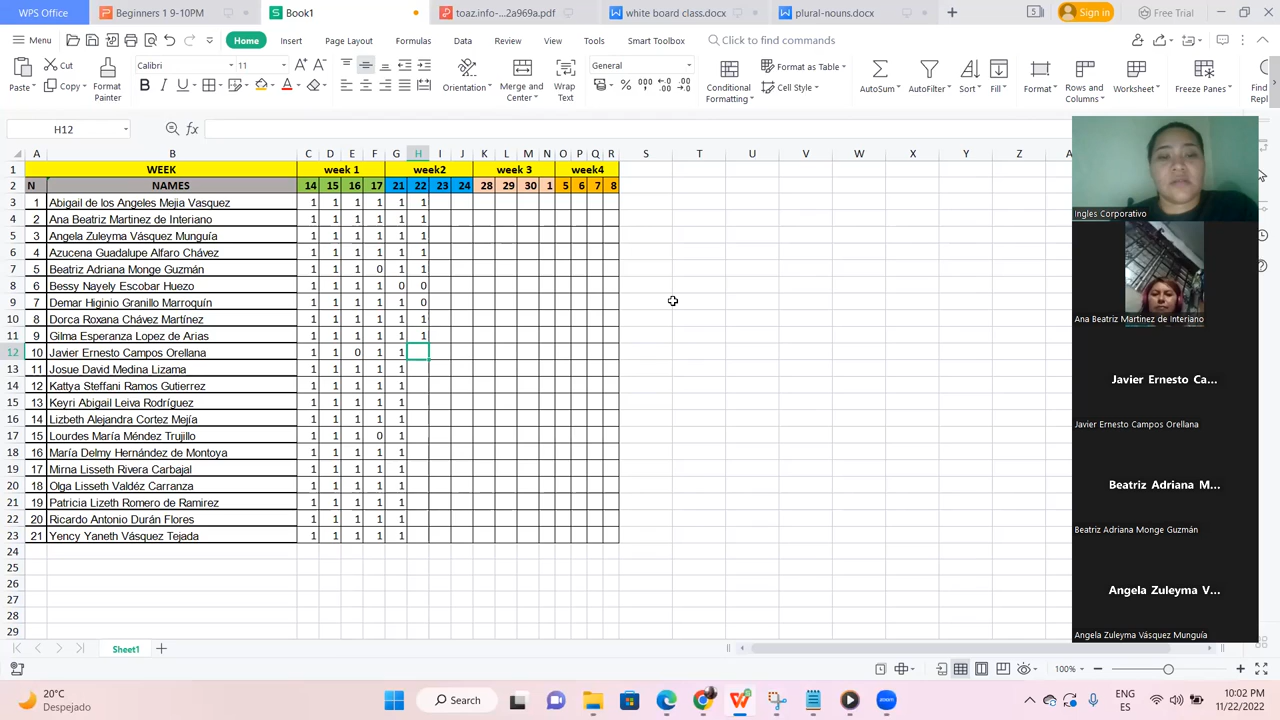 WPS Office
Beginners 1 9-10PM
Book1
toaz.info-...2a969a.pdf
white board classdocx
pluranouns.docx
Sign in
Free Trial
Menu
Home
Insert
Page Layout
Formulas
Data
Review
View
Tools
Smart Toolbox
Click to find commands
Paste
Cut
Copy
Format Painter
Calibri
11
Orientation
Merge and Center
Wrap Text
General
Conditional Formatting
Format as Table
Cell Style
AutoSum
AutoFilter
Sort
Fill
Format
Rows and Columns
Worksheet
Freeze Panes
H12
A B C D E F G H I J K L M N O P Q R S T U V W X Y Z
1 WEEK week 1 week2 week 3 week4
2 N NAMES 14 15 16 17 21 22 23 24 28 29 30 1 5 6 7 8
3 1 Abigail de los Angeles Mejia Vasquez 1 1 1 1 1 1
4 2 Ana Beatriz Martinez de Interiano 1 1 1 1 1 1
5 3 Angela Zuleyma Vásquez Munguía 1 1 1 1 1 1
6 4 Azucena Guadalupe Alfaro Chávez 1 1 1 1 1 1
7 5 Beatriz Adriana Monge Guzmán 1 1 1 0 1 1
8 6 Bessy Nayely Escobar Huezo 1 1 1 1 0 0
9 7 Demar Higinio Granillo Marroquín 1 1 1 1 1 0
10 8 Dorca Roxana Chávez Martínez 1 1 1 1 1 1
11 9 Gilma Esperanza Lopez de Arias 1 1 1 1 1 1
12 10 Javier Ernesto Campos Orellana 1 1 0 1 1
13 11 Josue David Medina Lizama 1 1 1 1 1
14 12 Kattya Steffani Ramos Gutierrez 1 1 1 1 1
15 13 Keyri Abigail Leiva Rodríguez 1 1 1 1 1
16 14 Lizbeth Alejandra Cortez Mejía 1 1 1 1 1
17 15 Lourdes María Méndez Trujillo 1 1 1 0 1
18 16 María Delmy Hernández de Montoya 1 1 1 1 1
19 17 Mirna Lisseth Rivera Carbajal 1 1 1 1 1
20 18 Olga Lisseth Valdéz Carranza 1 1 1 1 1
21 19 Patricia Lizeth Romero de Ramirez 1 1 1 1 1
22 20 Ricardo Antonio Durán Flores 1 1 1 1 1
23 21 Yency Yaneth Vásquez Tejada 1 1 1 1 1
24
25
26
27
28
29
Ingles Corporativo
Ana Beatriz Martinez de Interiano
Javier Ernesto Ca...
Javier Ernesto Campos Orellana
Beatriz Adriana M...
Beatriz Adriana Monge Guzmán
Angela Zuleyma V...
Angela Zuleyma Vásquez Munguía
Sheet1
100%
20°C
Despejado
Search
ENG
ES
10:02 PM
11/22/2022